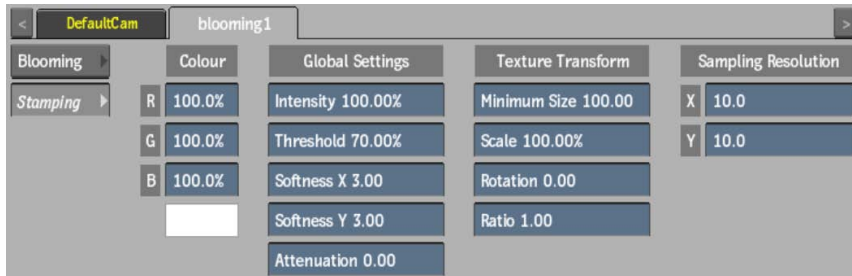 < DefaultCam blooming1 >
Blooming Colour Global Settings Texture Transform Sampling Resolution
Stamping R 100.0% Intensity 100.00% Minimum Size 100.00 X 10.0
G 100.0% Threshold 70.00% Scale 100.00% Y 10.0
B 100.0% Softness X 3.00 Rotation 0.00
Softness Y 3.00 Ratio 1.00
Attenuation 0.00